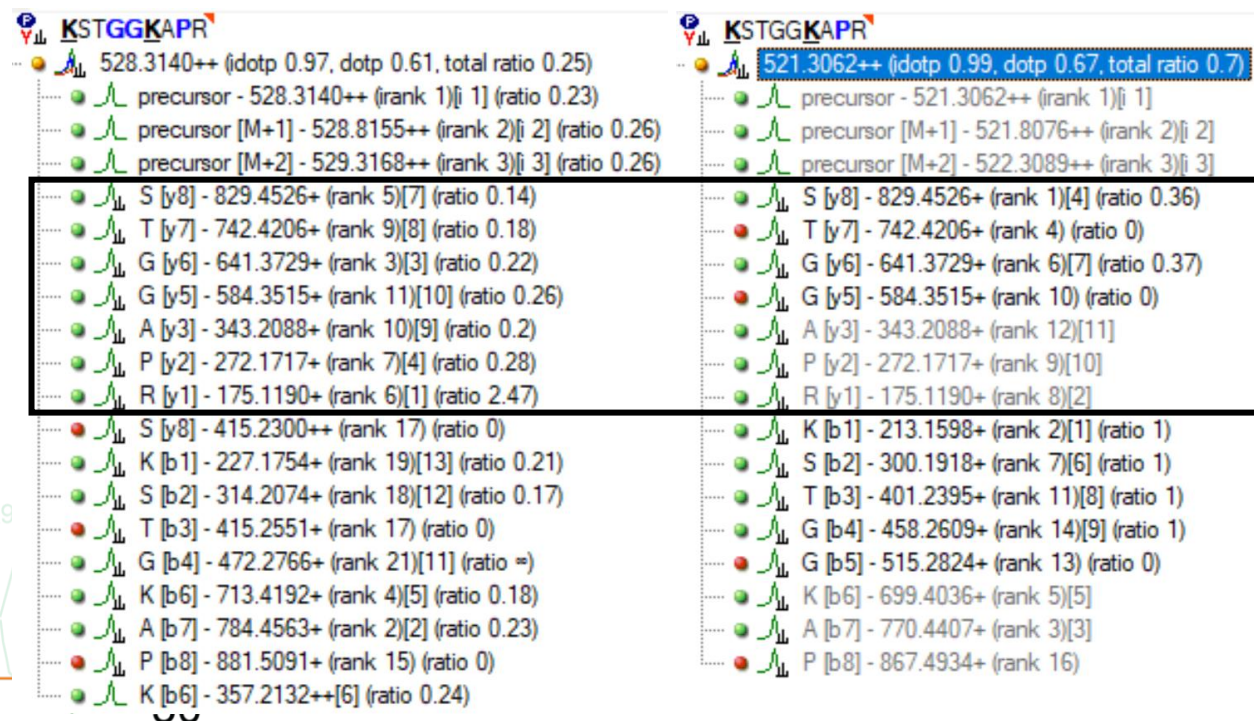 KSTGGKAPR
528.3140++ (idotp 0.97, dotp 0.61, total ratio 0.25)
precursor - 528.3140++ (irank 1)[i 1] (ratio 0.23)
precursor [M+1] - 528.8155++ (irank 2)[i 2] (ratio 0.26)
precursor [M+2] - 529.3168++ (irank 3)[i 3] (ratio 0.26)
S [y8] - 829.4526+ (rank 5)[7] (ratio 0.14)
T [y7] - 742.4206+ (rank 9)[8] (ratio 0.18)
G [y6] - 641.3729+ (rank 3)[3] (ratio 0.22)
G [y5] - 584.3515+ (rank 11)[10] (ratio 0.26)
A [y3] - 343.2088+ (rank 10)[9] (ratio 0.2)
P [y2] - 272.1717+ (rank 7)[4] (ratio 0.28)
R [y1] - 175.1190+ (rank 6)[1] (ratio 2.47)
S [y8] - 415.2300++ (rank 17) (ratio 0)
K [b1] - 227.1754+ (rank 19)[13] (ratio 0.21)
S [b2] - 314.2074+ (rank 18)[12] (ratio 0.17)
T [b3] - 415.2551+ (rank 17) (ratio 0)
G [b4] - 472.2766+ (rank 21)[11] (ratio ∞)
K [b6] - 713.4192+ (rank 4)[5] (ratio 0.18)
A [b7] - 784.4563+ (rank 2)[2] (ratio 0.23)
P [b8] - 881.5091+ (rank 15) (ratio 0)
K [b6] - 357.2132++[6] (ratio 0.24)
KSTGGKAPR
521.3062++ (idotp 0.99, dotp 0.67, total ratio 0.7)
precursor - 521.3062++ (irank 1)[i 1]
precursor [M+1] - 521.8076++ (irank 2)[i 2]
precursor [M+2] - 522.3089++ (irank 3)[i 3]
S [y8] - 829.4526+ (rank 1)[4] (ratio 0.36)
T [y7] - 742.4206+ (rank 4) (ratio 0)
G [y6] - 641.3729+ (rank 6)[7] (ratio 0.37)
G [y5] - 584.3515+ (rank 10) (ratio 0)
A [y3] - 343.2088+ (rank 12)[11]
P [y2] - 272.1717+ (rank 9)[10]
R [y1] - 175.1190+ (rank 8)[2]
K [b1] - 213.1598+ (rank 2)[1] (ratio 1)
S [b2] - 300.1918+ (rank 7)[6] (ratio 1)
T [b3] - 401.2395+ (rank 11)[8] (ratio 1)
G [b4] - 458.2609+ (rank 14)[9] (ratio 1)
G [b5] - 515.2824+ (rank 13) (ratio 0)
K [b6] - 699.4036+ (rank 5)[5]
A [b7] - 770.4407+ (rank 3)[3]
P [b8] - 867.4934+ (rank 16)